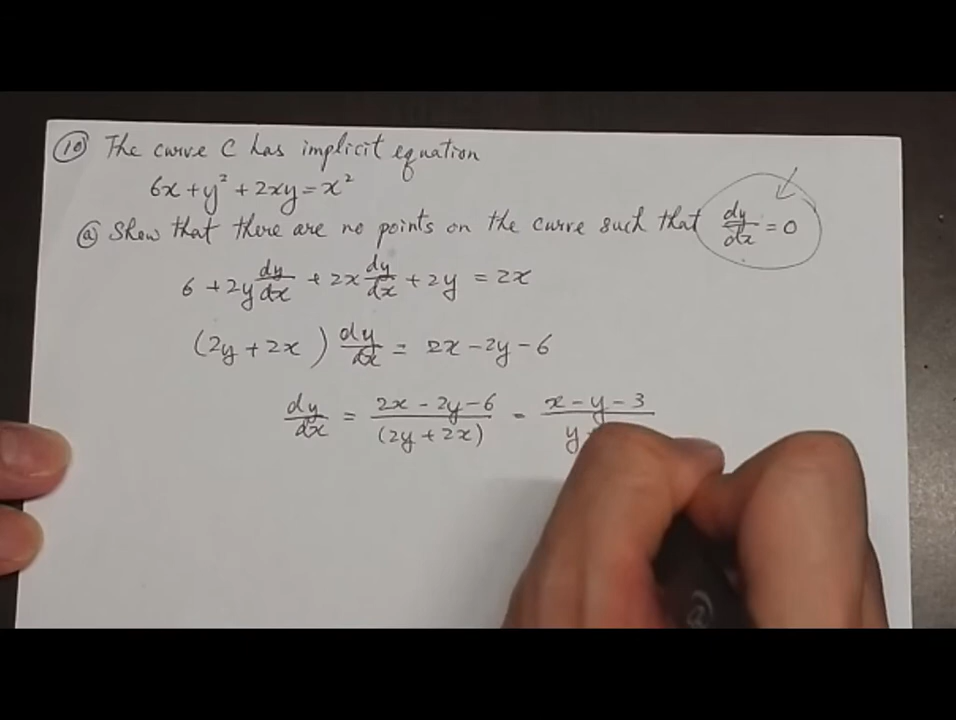 ⑩ The curve C has implicit equation
6x + y² + 2xy = x²
ⓐ Show that there are no points on the curve such that dy/dx = 0
6 + 2y dy/dx + 2x dy/dx + 2y = 2x
(2y + 2x) dy/dx = 2x - 2y - 6
dy/dx = 2x - 2y - 6 / (2y + 2x) = x - y - 3 / y